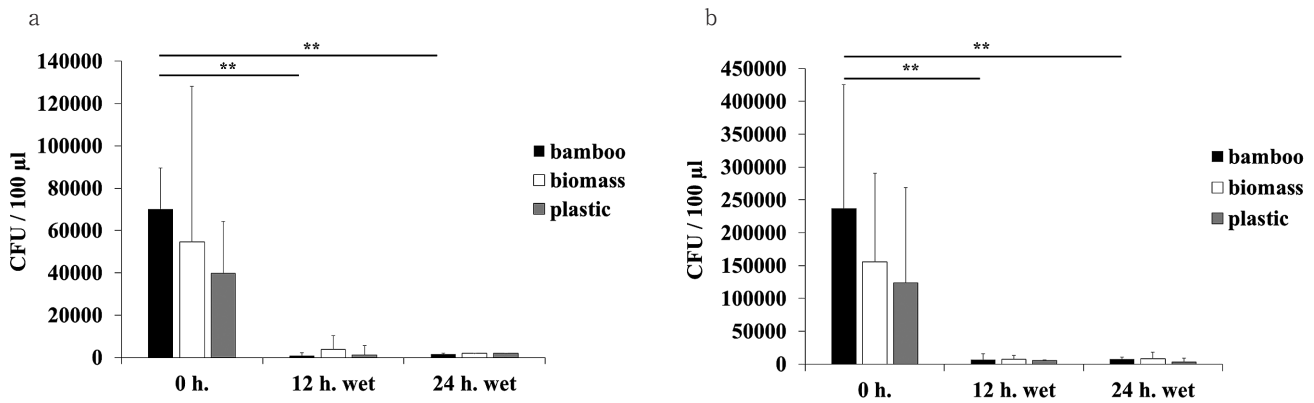 a
**
**
CFU / 100 µl
140000
120000
100000
80000
60000
40000
20000
0
0 h.
12 h. wet
24 h. wet
bamboo
biomass
plastic
b
**
**
CFU / 100 µl
450000
400000
350000
300000
250000
200000
150000
100000
50000
0
0 h.
12 h. wet
24 h. wet
bamboo
biomass
plastic